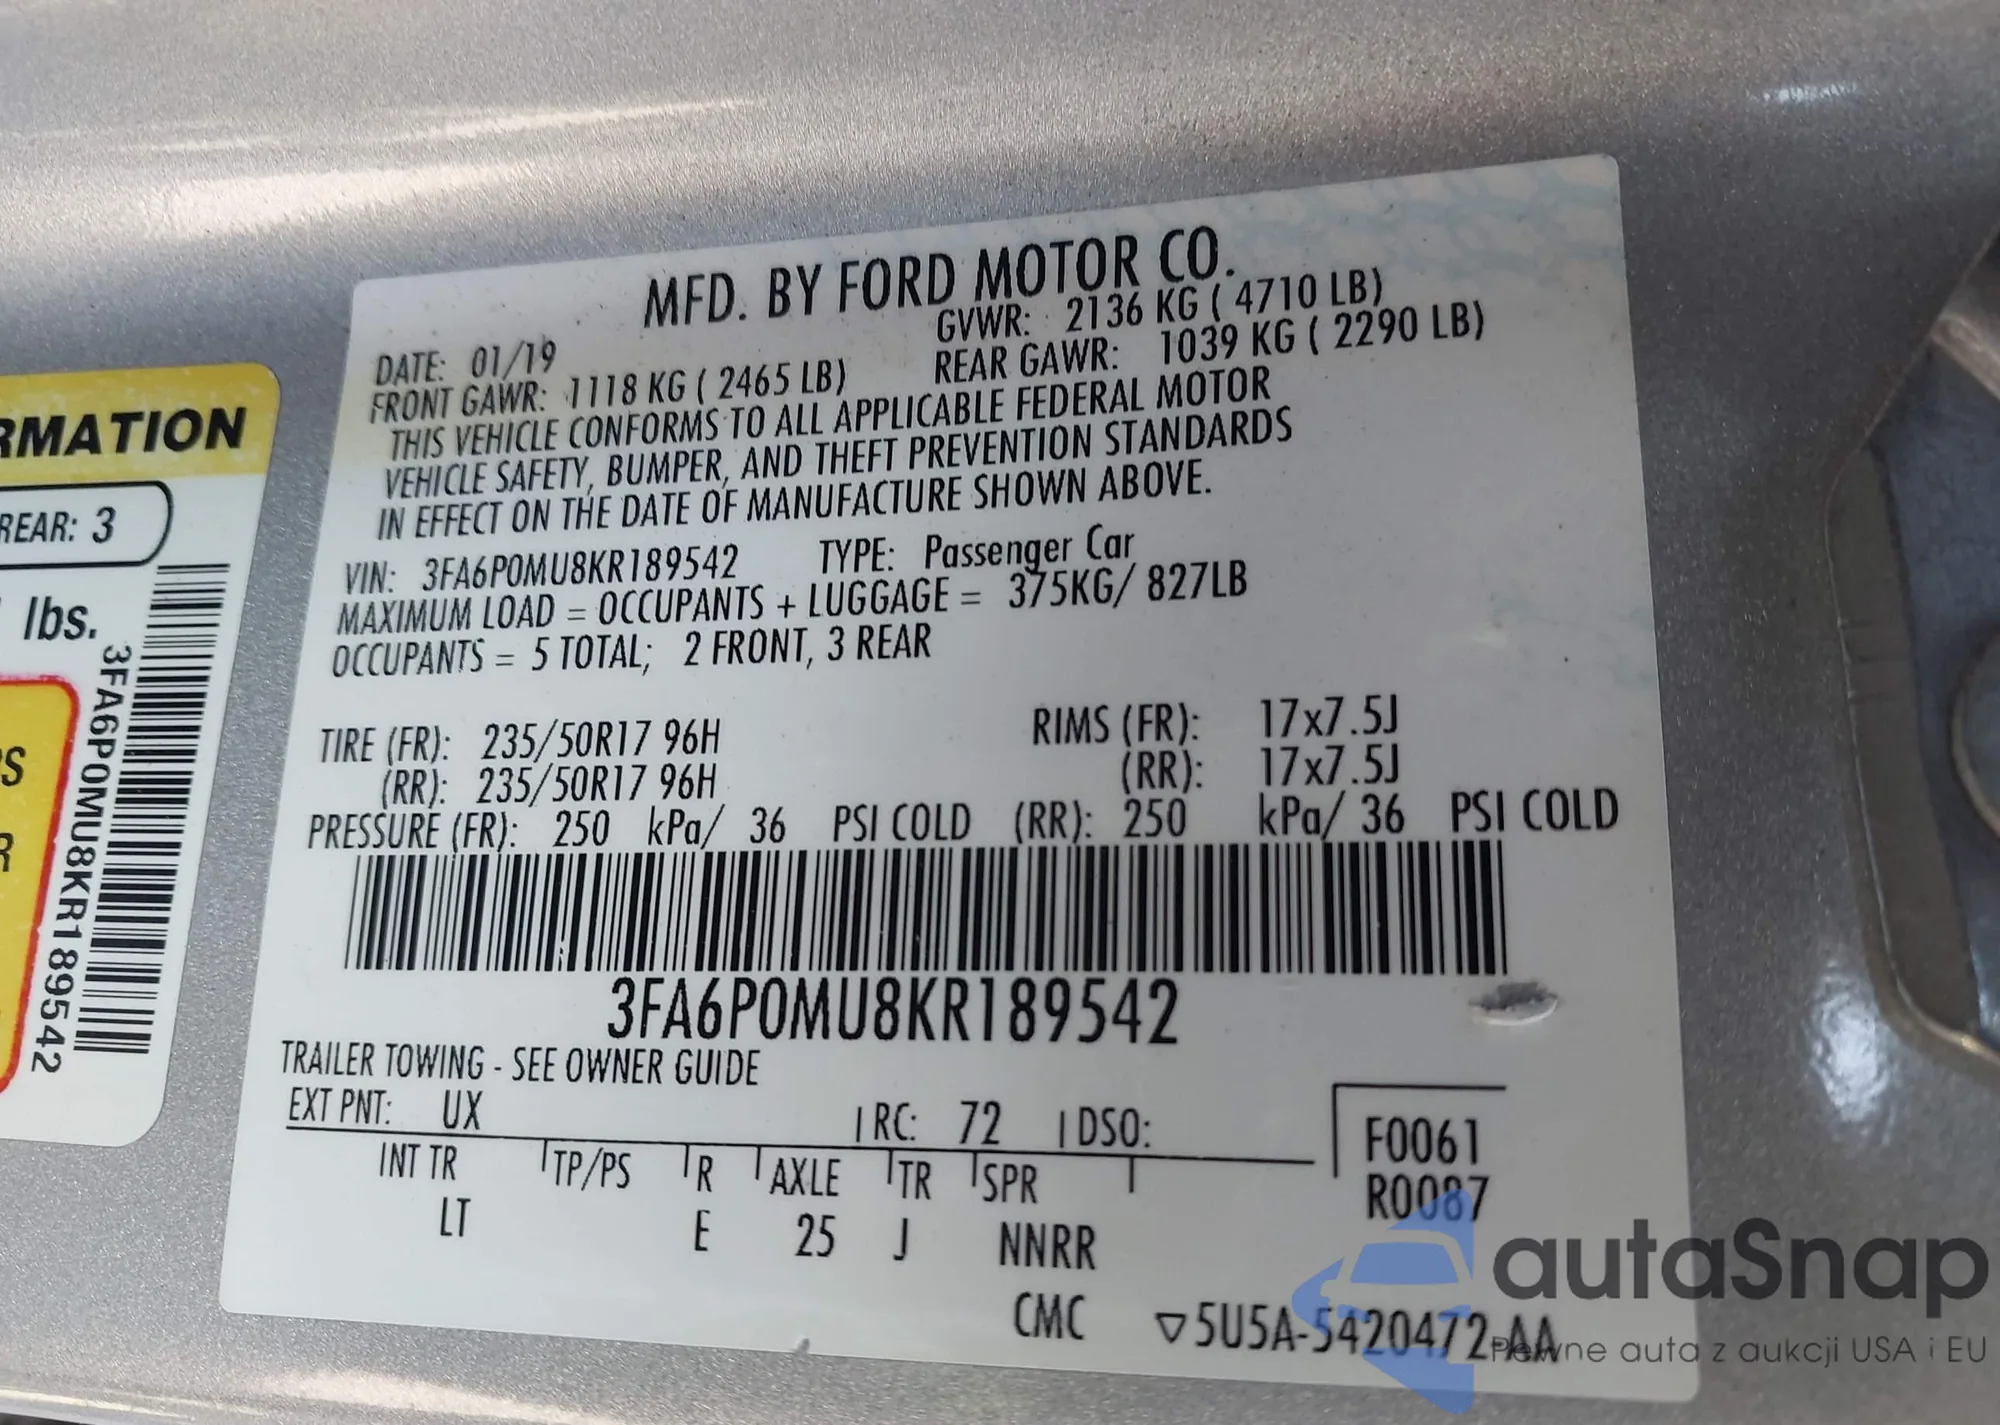 MFD. BY FORD MOTOR CO.
DATE: 01/19 GVWR: 2136 KG ( 4710 LB)
FRONT GAWR: 1118 KG ( 2465 LB) REAR GAWR: 1039 KG ( 2290 LB)
THIS VEHICLE CONFORMS TO ALL APPLICABLE FEDERAL MOTOR
VEHICLE SAFETY, BUMPER, AND THEFT PREVENTION STANDARDS
IN EFFECT ON THE DATE OF MANUFACTURE SHOWN ABOVE.
VIN: 3FA6P0MU8KR189542 TYPE: Passenger Car
MAXIMUM LOAD = OCCUPANTS + LUGGAGE = 375KG/ 827LB
OCCUPANTS = 5 TOTAL; 2 FRONT, 3 REAR
TIRE (FR): 235/50R17 96H RIMS (FR): 17x7.5J
(RR): 235/50R17 96H (RR): 17x7.5J
PRESSURE (FR): 250 kPa/ 36 PSI COLD (RR): 250 kPa/ 36 PSI COLD
3FA6P0MU8KR189542
TRAILER TOWING - SEE OWNER GUIDE
EXT PNT: UX RC: 72 DSO:
F0061
R0087
INT TR TP/PS R AXLE TR SPR
LT E 25 J NNRR
CMC ▽5U5A-5420472-AA
RMATION
REAR: 3
lbs.
3FA6P0MU8KR189542
S
R
autaSnap
Pewne auta z aukcji USA i EU